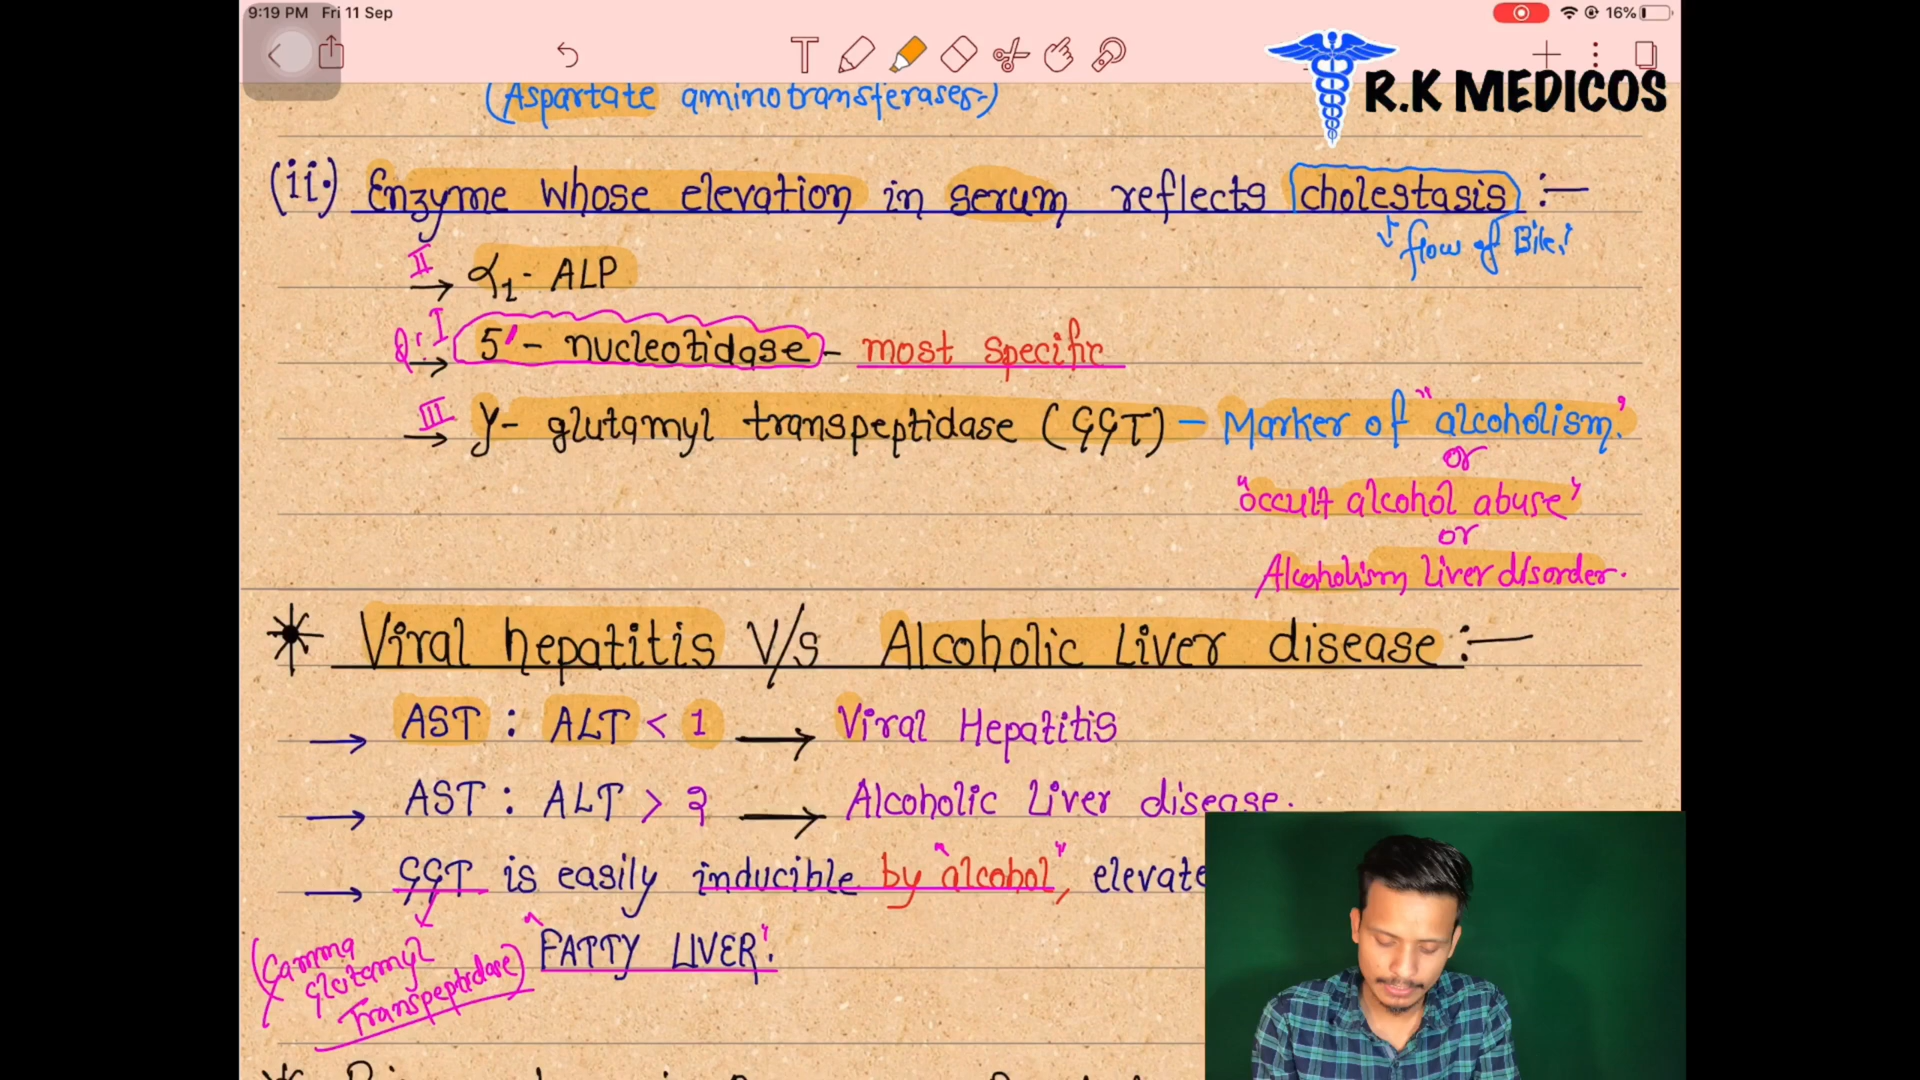 9:19 PM Fri 11 Sep
16%
R.K MEDICOS
(Aspartate aminotransferases)
(ii.) Enzyme whose elevation in serum reflects cholestasis :-
↓ flow of Bile.
II → α1- ALP
Q. I → 5'- nucleotidase - most specific
III → γ- glutamyl transpeptidase (GGT) - Marker of "alcoholism."
or
"occult alcohol abuse"
or
Alcoholism Liver disorder.
* Viral hepatitis V/s Alcoholic Liver disease :-
→ AST : ALT < 1 → Viral Hepatitis
→ AST : ALT > 2 → Alcoholic Liver disease.
→ GGT is easily inducible by "alcohol", elevate
"FATTY LIVER".
(Gamma
glutamyl
Transpeptidase)